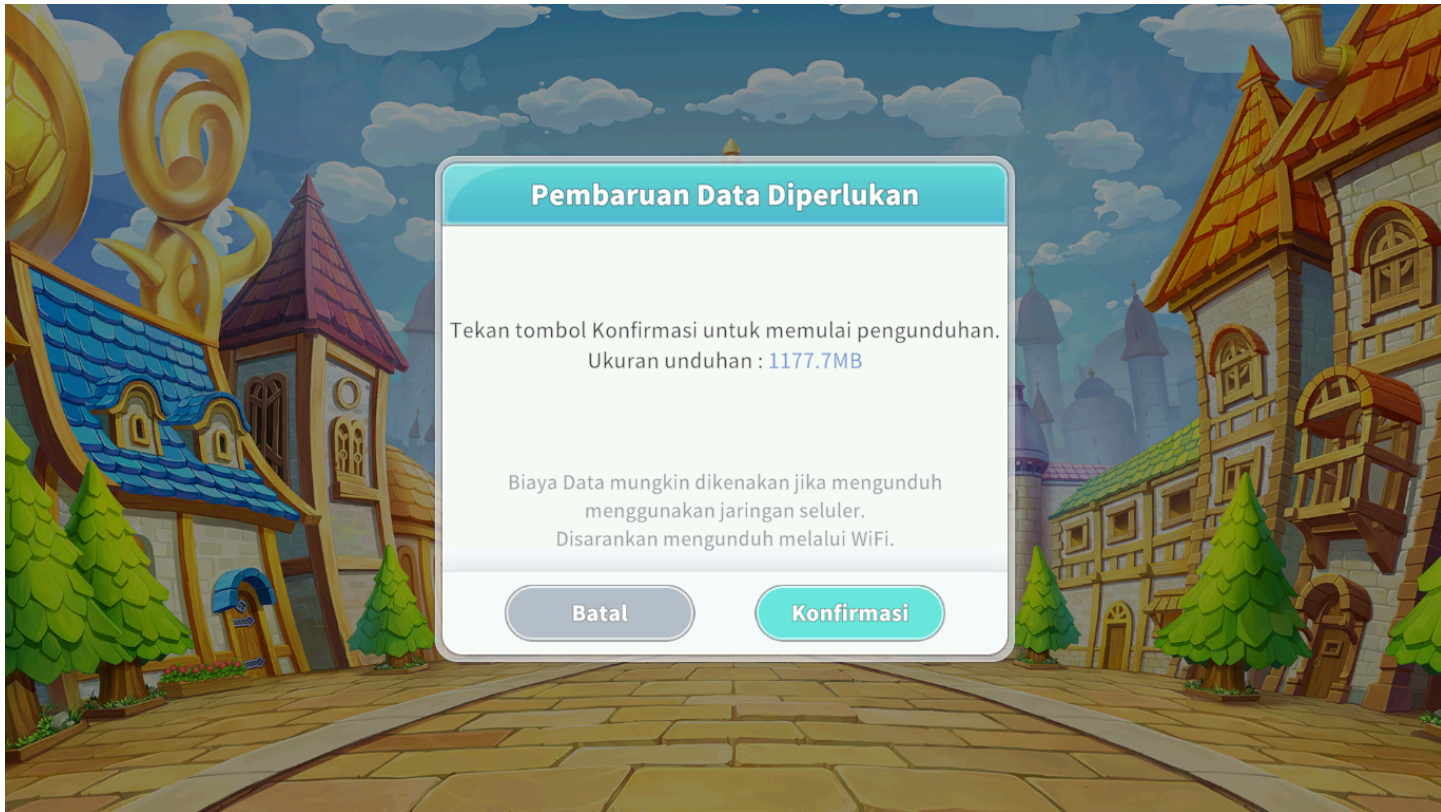 Pembaruan Data Diperlukan
Tekan tombol Konfirmasi untuk memulai pengunduhan.
Ukuran unduhan : 1177.7MB
Biaya Data mungkin dikenakan jika mengunduh
menggunakan jaringan seluler.
Disarankan mengunduh melalui WiFi.
Batal
Konfirmasi